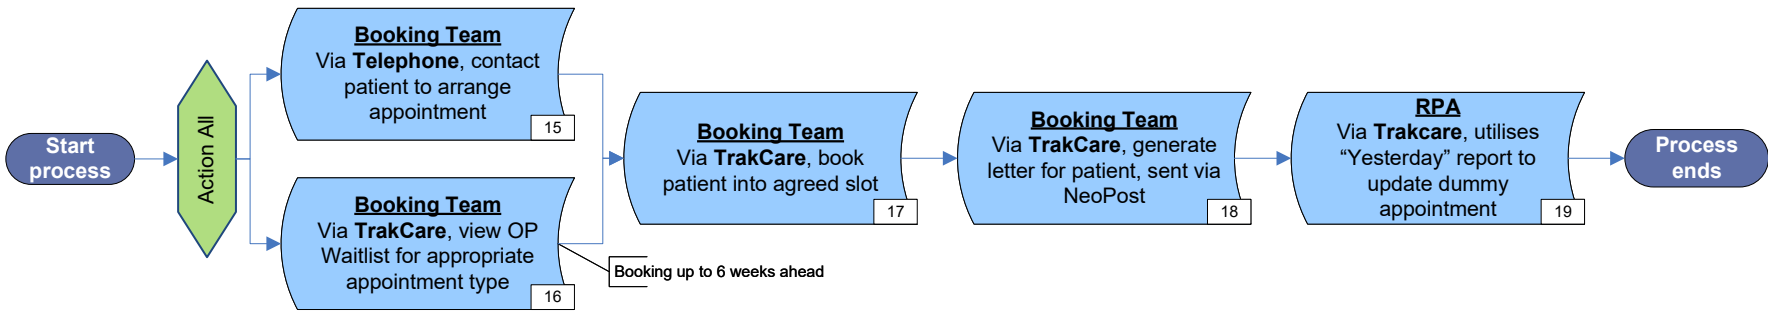 Start
process
Action All
Booking Team
Via Telephone, contact
patient to arrange
appointment
15
Booking Team
Via TrakCare, view OP
Waitlist for appropriate
appointment type
16
Booking up to 6 weeks ahead
Booking Team
Via TrakCare, book
patient into agreed slot
17
Booking Team
Via TrakCare, generate
letter for patient, sent via
NeoPost
18
RPA
Via Trakcare, utilises
“Yesterday” report to
update dummy
appointment
19
Process
ends